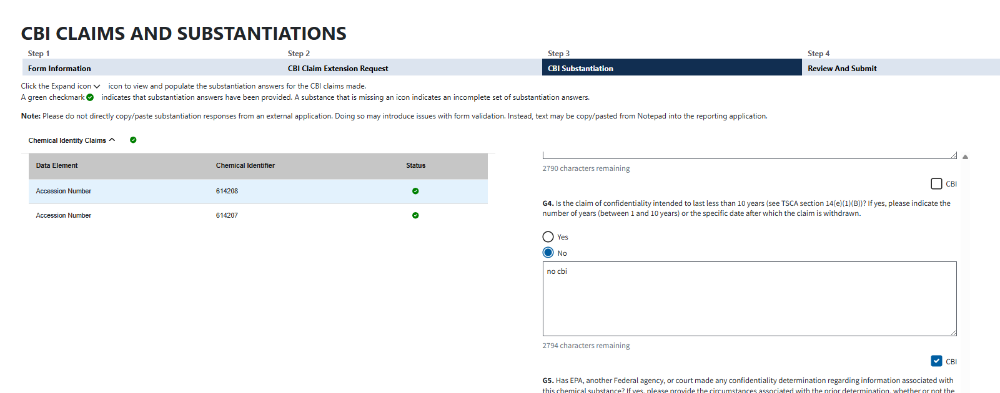 CBI CLAIMS AND SUBSTANTIATIONS
Step 1
Step 2
Step 3
Step 4
Form Information
CBI Claim Extension Request
CBI Substantiation
Review And Submit
Click the Expand icon icon to view and populate the substantiation answers for the CBI claims made.
A green checkmark indicates that substantiation answers have been provided. A substance that is missing an icon indicates an incomplete set of substantiation answers.
Note: Please do not directly copy/paste substantiation responses from an external application. Doing so may introduce issues with form validation. Instead, text may be copy/pasted from Notepad into the reporting application.
Chemical Identity Claims
Data Element
Chemical Identifier
Status
Accession Number
614208
Accession Number
614207
2790 characters remaining
CBI
G4. Is the claim of confidentiality intended to last less than 10 years (see TSCA section 14(e)(1)(B))? If yes, please indicate the
number of years (between 1 and 10 years) or the specific date after which the claim is withdrawn.
Yes
No
no cbi
2794 characters remaining
CBI
G5. Has EPA, another Federal agency, or court made any confidentiality determination regarding information associated with
this chemical substance? If yes, please provide the circumstances associated with the prior determination, whether or not the